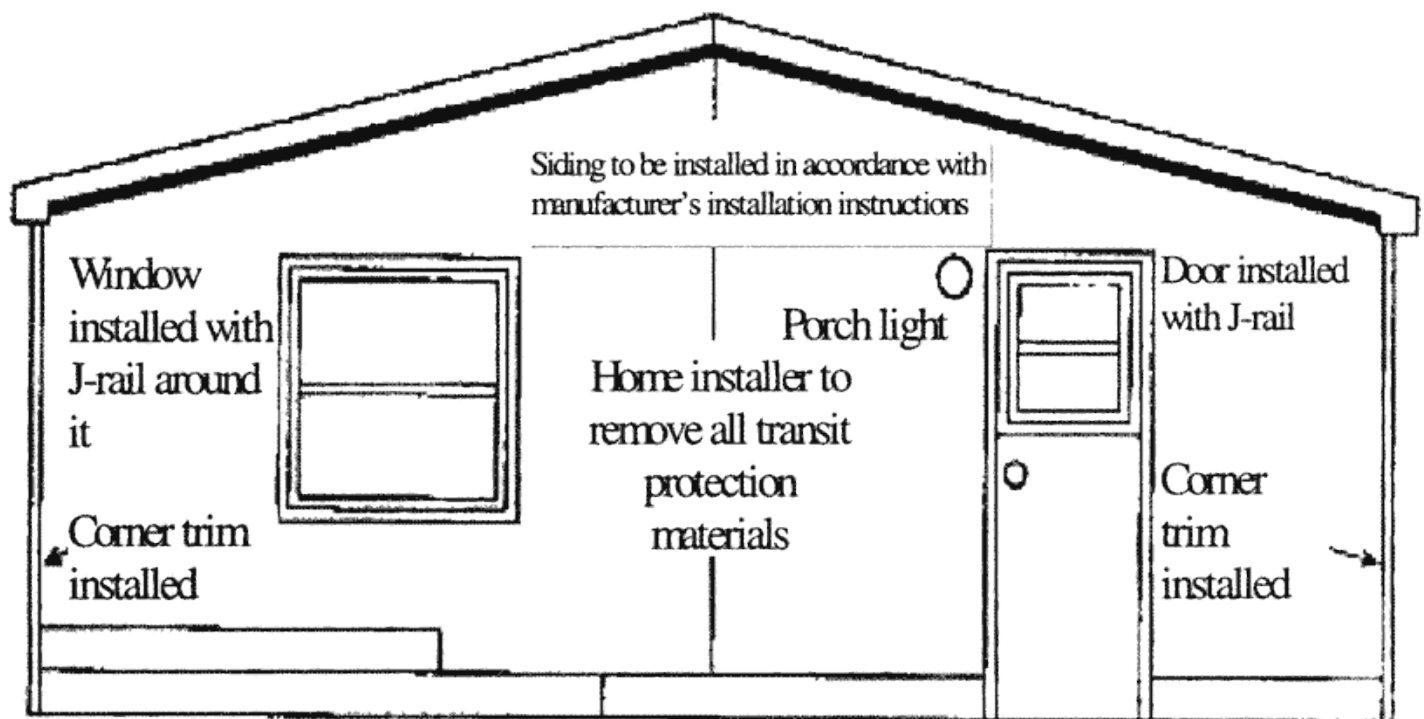 Siding to be installed in accordance with
manufacturer's installation instructions
Window
installed with
J-rail around
it
Porch light
Door installed
with J-rail
Home installer to
remove all transit
protection
materials
Corner trim
installed
Corner
trim
installed